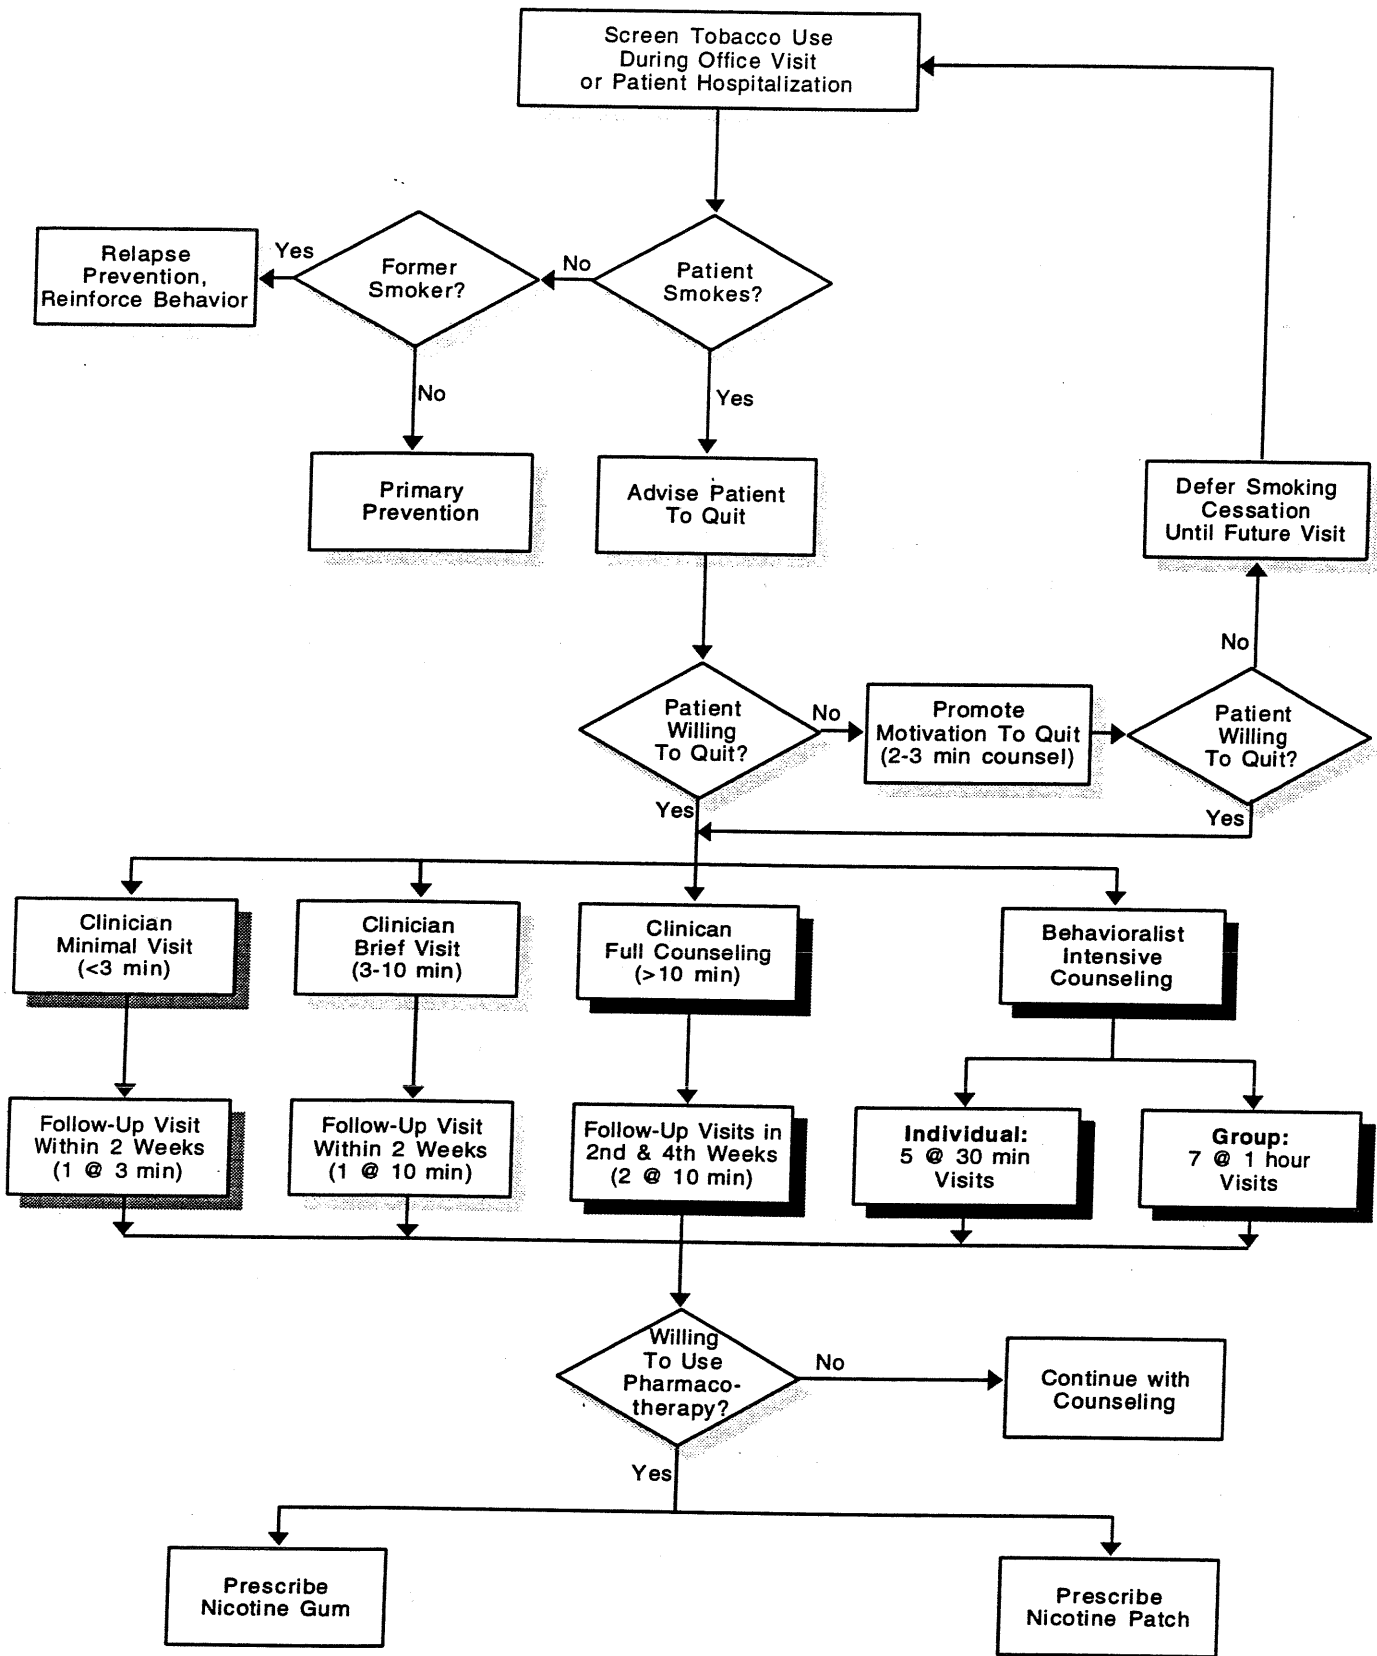 Screen Tobacco Use
During Office Visit
or Patient Hospitalization
Relapse
Prevention,
Reinforce Behavior
Yes
Former
Smoker?
No
Patient
Smokes?
No
Yes
Primary
Prevention
Advise Patient
To Quit
Defer Smoking
Cessation
Until Future Visit
No
Patient
Willing
To Quit?
No
Promote
Motivation To Quit
(2-3 min counsel)
Patient
Willing
To Quit?
Yes
Yes
Clinician
Minimal Visit
(<3 min)
Clinician
Brief Visit
(3-10 min)
Clinican
Full Counseling
(>10 min)
Behavioralist
Intensive
Counseling
Follow-Up Visit
Within 2 Weeks
(1 @ 3 min)
Follow-Up Visit
Within 2 Weeks
(1 @ 10 min)
Follow-Up Visits in
2nd & 4th Weeks
(2 @ 10 min)
Individual:
5 @ 30 min
Visits
Group:
7 @ 1 hour
Visits
Willing
To Use
Pharmaco-
therapy?
No
Continue with
Counseling
Yes
Prescribe
Nicotine Gum
Prescribe
Nicotine Patch